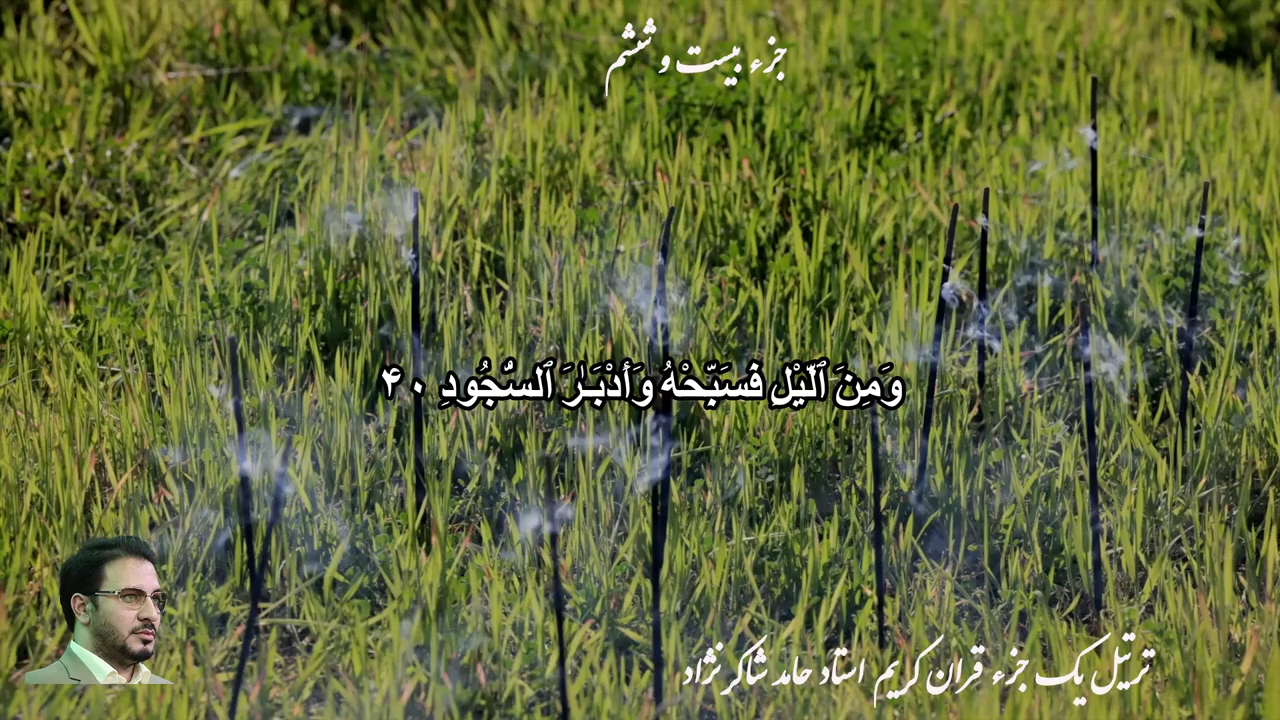 جزء بیست و ششم
وَمِنَ ٱلَّيْلِ فَسَبِّحْهُ وَأَدْبَـٰرَ ٱلسُّجُودِ ۴۰
ترتیل یک جزء قران کریم استاد حامد شاکرنژاد